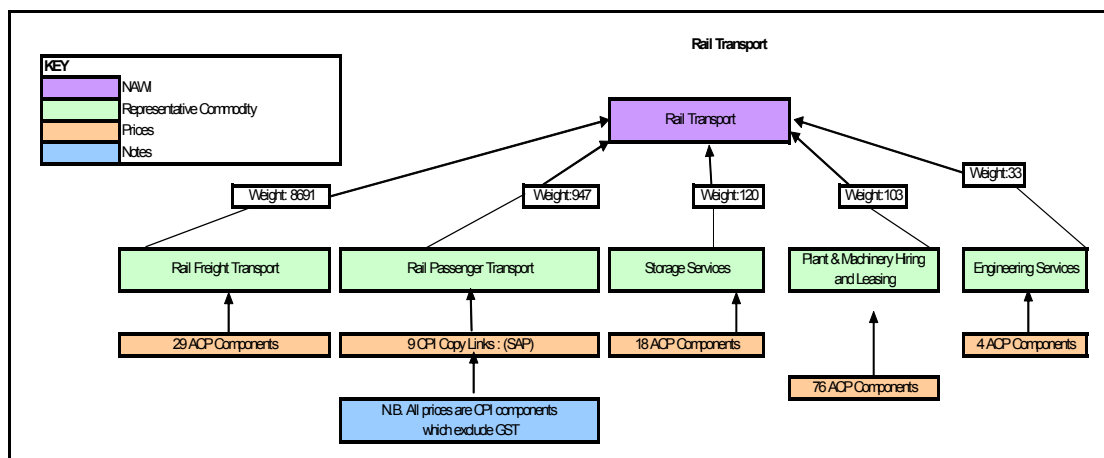 Rail Transport
KEY
NAWI
Representative Commodity
Prices
Notes
Rail Transport
Weight: 8691
Weight:947
Weight:120
Weight:103
Weight:33
Rail Freight Transport
Rail Passenger Transport
Storage Services
Plant & Machinery Hiring
and Leasing
Engineering Services
29 ACP Components
9 CPI Copy Links : (SAP)
18 ACP Components
76 ACP Components
4 ACP Components
N.B. All prices are CPI components
which exclude GST